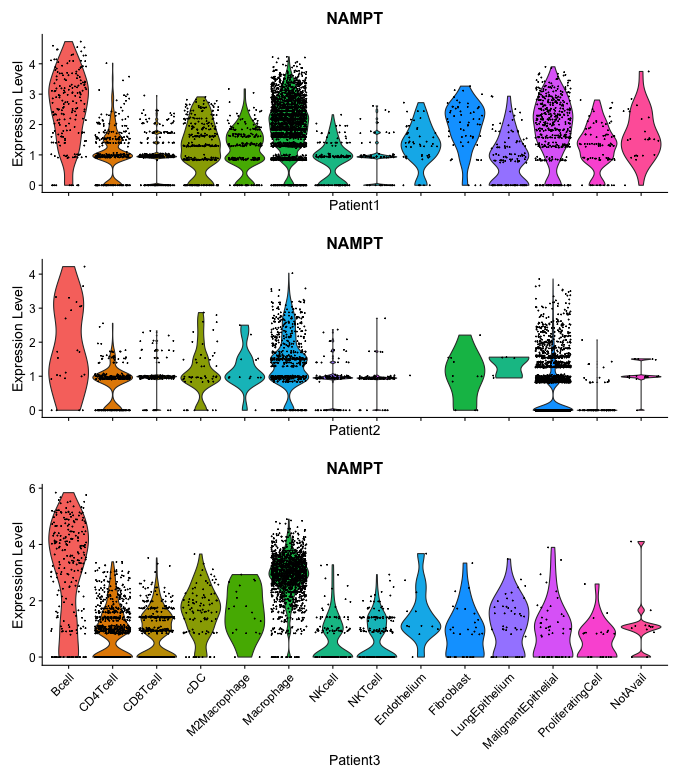 NAMPT
Expression Level
4
3
2
1
0
Patient1
NAMPT
Expression Level
4
3
2
1
0
Patient2
NAMPT
Expression Level
6
4
2
0
Bcell
CD4Tcell
CD8Tcell
cDC
M2Macrophage
Macrophage
NKcell
NKTcell
Endothelium
Fibroblast
LungEpithelium
MalignantEpithelial
ProliferatingCell
NotAvail
Patient3